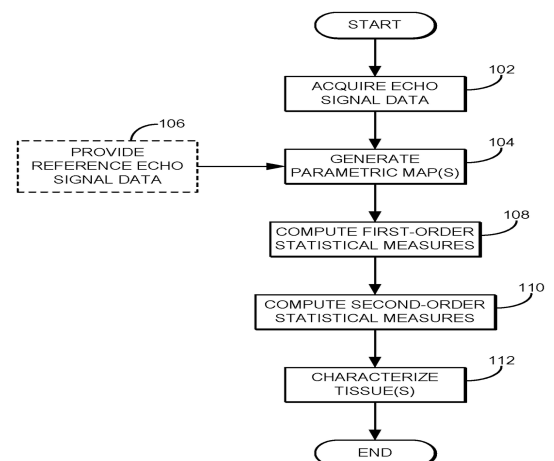 START
102
ACQUIRE ECHO
SIGNAL DATA
106
PROVIDE
REFERENCE ECHO
SIGNAL DATA
104
GENERATE
PARAMETRIC MAP(S)
108
COMPUTE FIRST-ORDER
STATISTICAL MEASURES
110
COMPUTE SECOND-ORDER
STATISTICAL MEASURES
112
CHARACTERIZE
TISSUE(S)
END